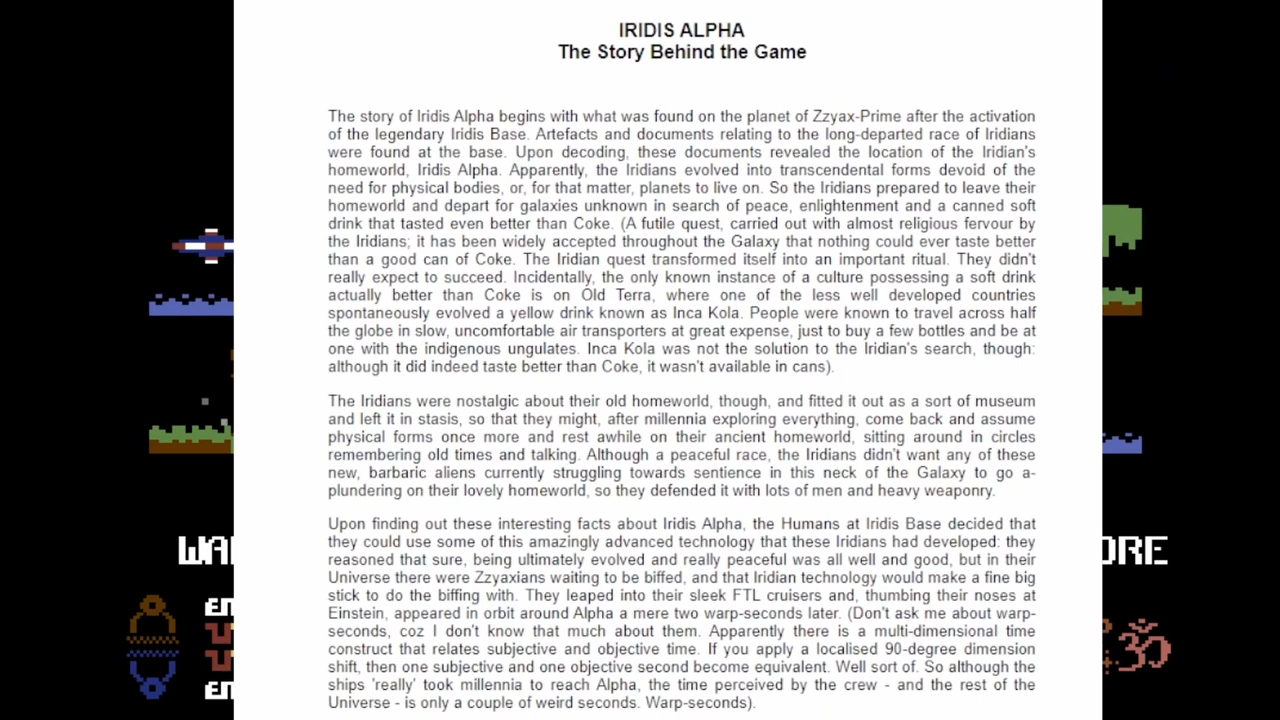 IRIDIS ALPHA
The Story Behind the Game
The story of Iridis Alpha begins with what was found on the planet of Zzyax-Prime after the activation
of the legendary Iridis Base. Artefacts and documents relating to the long-departed race of Iridians
were found at the base. Upon decoding, these documents revealed the location of the Iridian's
homeworld, Iridis Alpha. Apparently, the Iridians evolved into transcendental forms devoid of the
need for physical bodies, or, for that matter, planets to live on. So the Iridians prepared to leave their
homeworld and depart for galaxies unknown in search of peace, enlightenment and a canned soft
drink that tasted even better than Coke. (A futile quest, carried out with almost religious fervour by
the Iridians; it has been widely accepted throughout the Galaxy that nothing could ever taste better
than a good can of Coke. The Iridian quest transformed itself into an important ritual. They didn't
really expect to succeed. Incidentally, the only known instance of a culture possessing a soft drink
actually better than Coke is on Old Terra, where one of the less well developed countries
spontaneously evolved a yellow drink known as Inca Kola. People were known to travel across half
the globe in slow, uncomfortable air transporters at great expense, just to buy a few bottles and be at
one with the indigenous ungulates. Inca Kola was not the solution to the Iridian's search, though:
although it did indeed taste better than Coke, it wasn't available in cans).
The Iridians were nostalgic about their old homeworld, though, and fitted it out as a sort of museum
and left it in stasis, so that they might, after millennia exploring everything, come back and assume
physical forms once more and rest awhile on their ancient homeworld, sitting around in circles
remembering old times and talking. Although a peaceful race, the Iridians didn't want any of these
new, barbaric aliens currently struggling towards sentience in this neck of the Galaxy to go a-
plundering on their lovely homeworld, so they defended it with lots of men and heavy weaponry.
Upon finding out these interesting facts about Iridis Alpha, the Humans at Iridis Base decided that
they could use some of this amazingly advanced technology that these Iridians had developed: they
reasoned that sure, being ultimately evolved and really peaceful was all well and good, but in their
Universe there were Zzyaxians waiting to be biffed, and that Iridian technology would make a fine big
stick to do the biffing with. They leaped into their sleek FTL cruisers and, thumbing their noses at
Einstein, appeared in orbit around Alpha a mere two warp-seconds later. (Don't ask me about warp-
seconds, coz I don't know that much about them. Apparently there is a multi-dimensional time
construct that relates subjective and objective time. If you apply a localised 90-degree dimension
shift, then one subjective and one objective second become equivalent. Well sort of. So although the
ships 'really' took millennia to reach Alpha, the time perceived by the crew - and the rest of the
Universe - is only a couple of weird seconds. Warp-seconds).
WA
ORE
EN
EN
ॐ